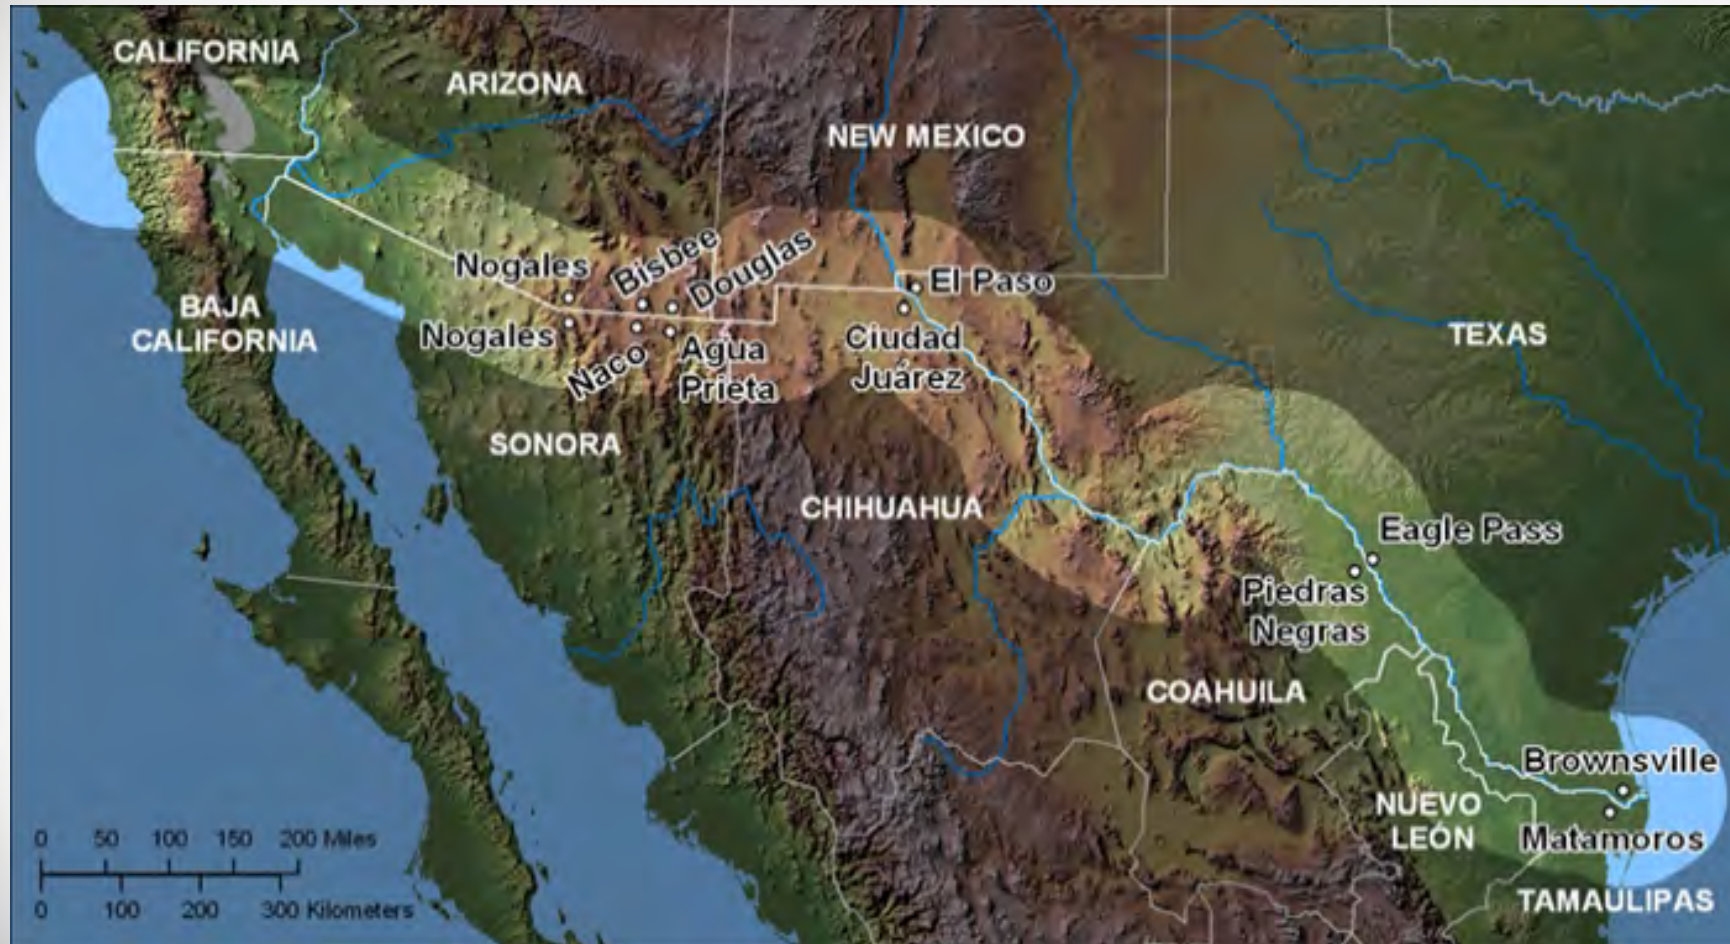 CALIFORNIA
ARIZONA
NEW MEXICO
Nogales
Bisbee
Douglas
El Paso
BAJA
CALIFORNIA
Nogales
Naco
Agua
Prieta
Ciudad
Juárez
TEXAS
SONORA
CHIHUAHUA
Eagle Pass
Piedras
Negras
COAHUILA
Brownsville
NUEVO
LEÓN
Matamoros
TAMAULIPAS
0 50 100 150 200 Miles
0 100 200 300 Kilometers